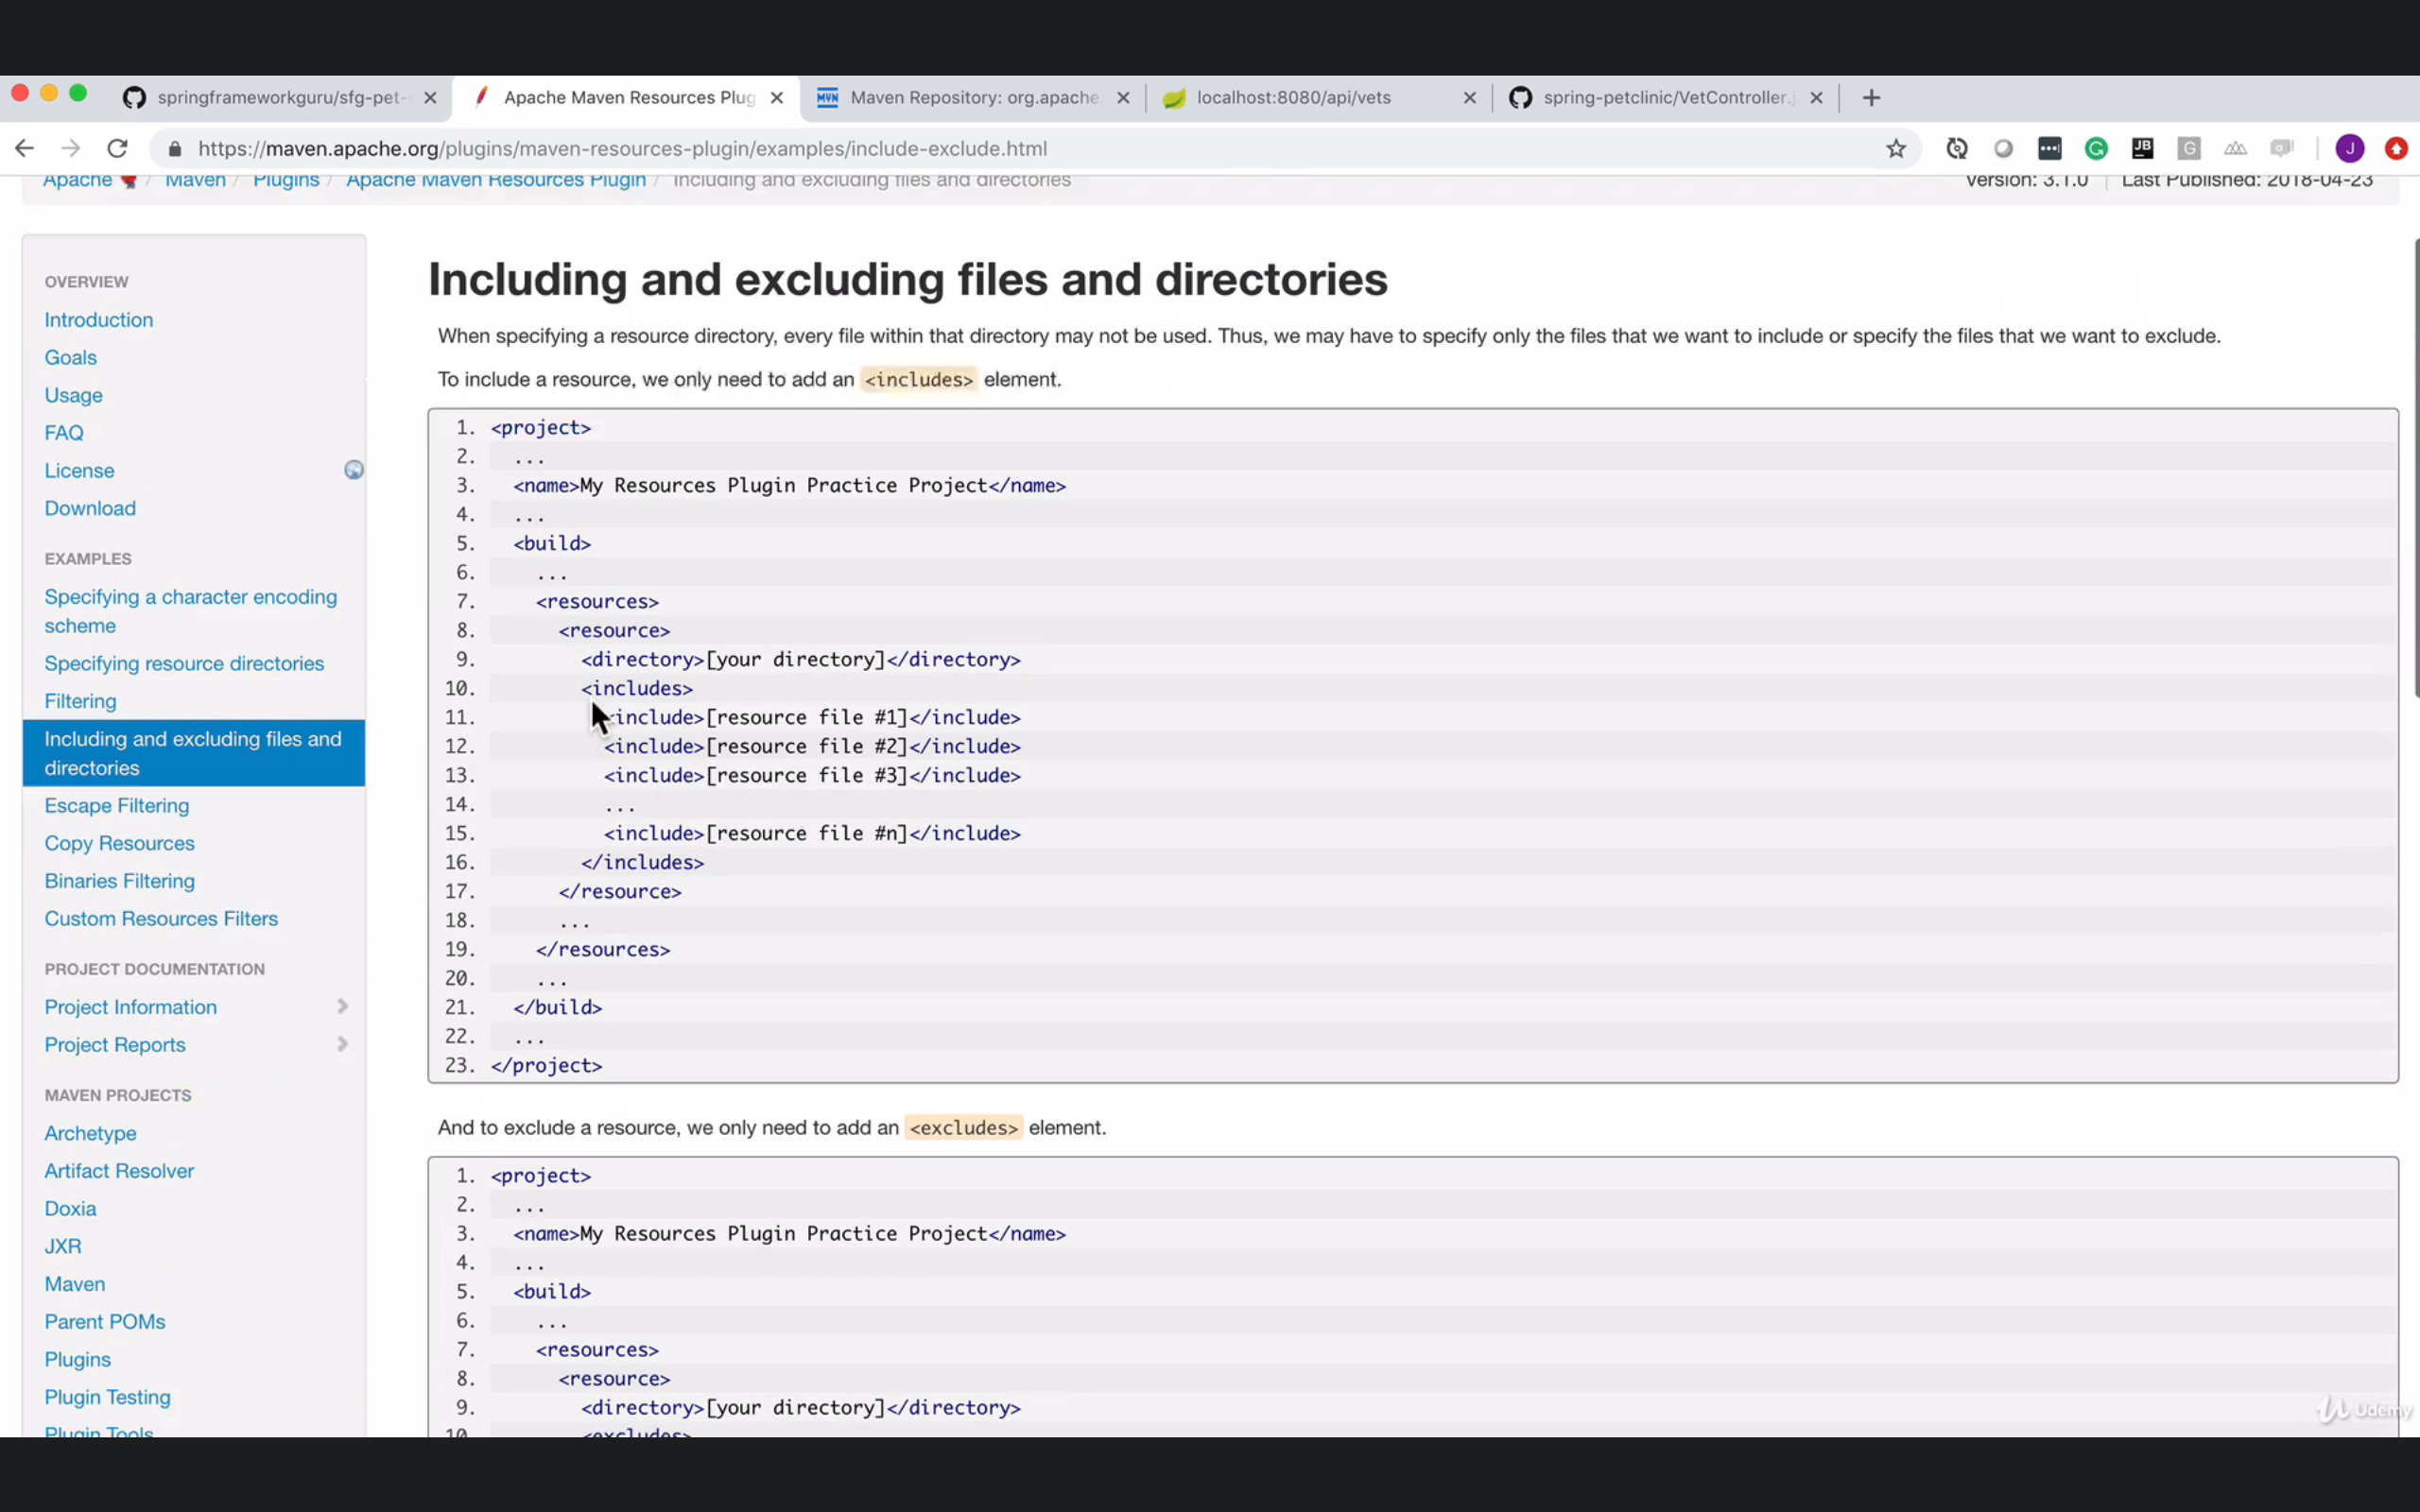 springframeworkguru/sfg-pet-
Apache Maven Resources Plug
MVN Maven Repository: org.apache.
localhost:8080/api/vets
spring-petclinic/VetController.j
https://maven.apache.org/plugins/maven-resources-plugin/examples/include-exclude.html
JB
G
G
J
Apache / Maven / Plugins / Apache Maven Resources Plugin / Including and excluding files and directories
Version: 3.1.0 | Last Published: 2018-04-23
OVERVIEW
Introduction
Goals
Usage
FAQ
License
Download
EXAMPLES
Specifying a character encoding
scheme
Specifying resource directories
Filtering
Including and excluding files and
directories
Escape Filtering
Copy Resources
Binaries Filtering
Custom Resources Filters
PROJECT DOCUMENTATION
Project Information
Project Reports
MAVEN PROJECTS
Archetype
Artifact Resolver
Doxia
JXR
Maven
Parent POMs
Plugins
Plugin Testing
Plugin Tools
Including and excluding files and directories
When specifying a resource directory, every file within that directory may not be used. Thus, we may have to specify only the files that we want to include or specify the files that we want to exclude.
To include a resource, we only need to add an <includes> element.
1. <project>
2. ...
3. <name>My Resources Plugin Practice Project</name>
4. ...
5. <build>
6. ...
7. <resources>
8. <resource>
9. <directory>[your directory]</directory>
10. <includes>
11. <include>[resource file #1]</include>
12. <include>[resource file #2]</include>
13. <include>[resource file #3]</include>
14. ...
15. <include>[resource file #n]</include>
16. </includes>
17. </resource>
18. ...
19. </resources>
20. ...
21. </build>
22. ...
23. </project>
And to exclude a resource, we only need to add an <excludes> element.
1. <project>
2. ...
3. <name>My Resources Plugin Practice Project</name>
4. ...
5. <build>
6. ...
7. <resources>
8. <resource>
9. <directory>[your directory]</directory>
10. <excludes>
Udemy